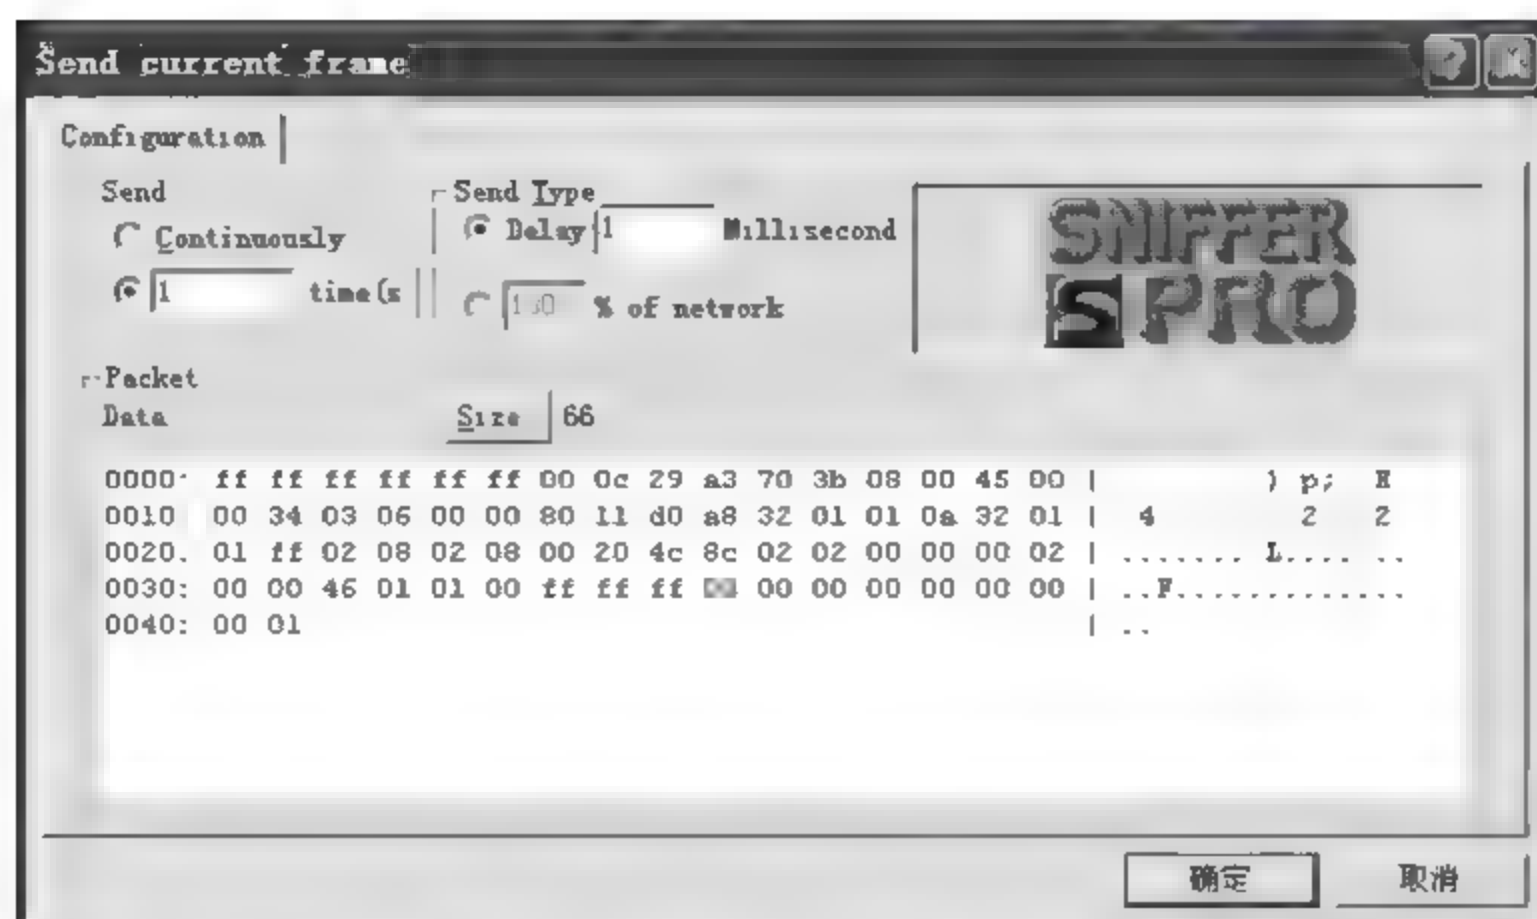 Send current frame
Configuration
Send
Continuously
1 time(s
Send Type
Delay 1 Millisecond
% of network
SNIFFER
S PRO
Packet
Data
Size 66
0000: ff ff ff ff ff ff 00 0c 29 a3 70 3b 08 00 45 00 | ) p; E
0010 00 34 03 06 00 00 80 11 d0 a8 32 01 01 0a 32 01 | 4 2 2
0020. 01 ff 02 08 02 08 00 20 4c 8c 02 02 00 00 00 02 | ....... L.... ..
0030: 00 00 46 01 01 00 ff ff ff 00 00 00 00 00 00 | ..F.............
0040: 00 01 | ..
确定
取消